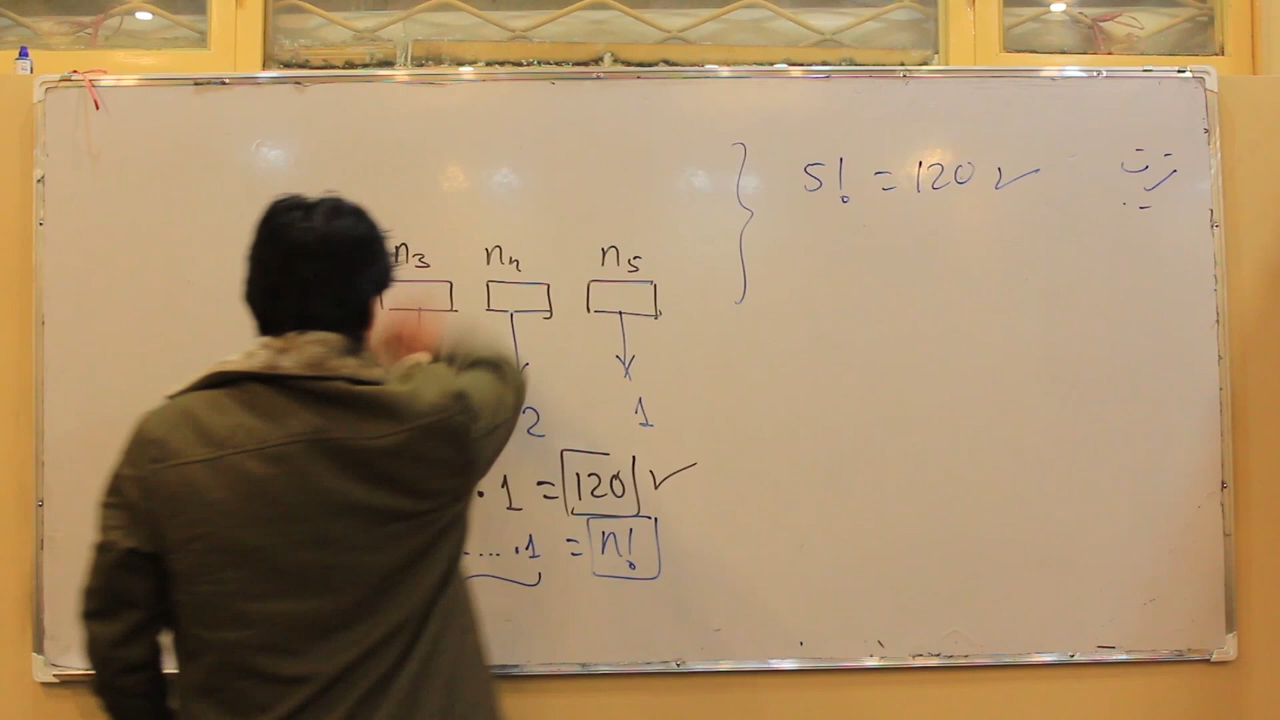 5! = 120 ✓
n3 n4 n5
2 1
. 1 = 120 ✓
.... .1 = n!